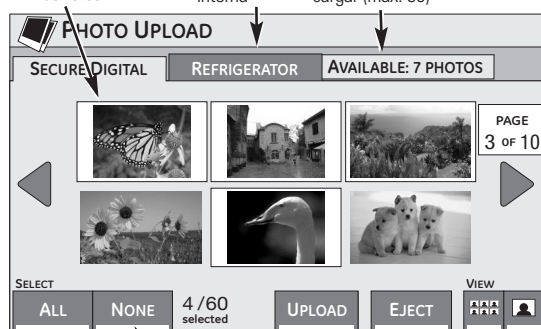 interna
cargar (máx. 50)
PHOTO UPLOAD
SECURE DIGITAL
REFRIGERATOR
AVAILABLE: 7 PHOTOS
PAGE
3 OF 10
SELECT
VIEW
ALL
NONE
4/60
selected
UPLOAD
EJECT